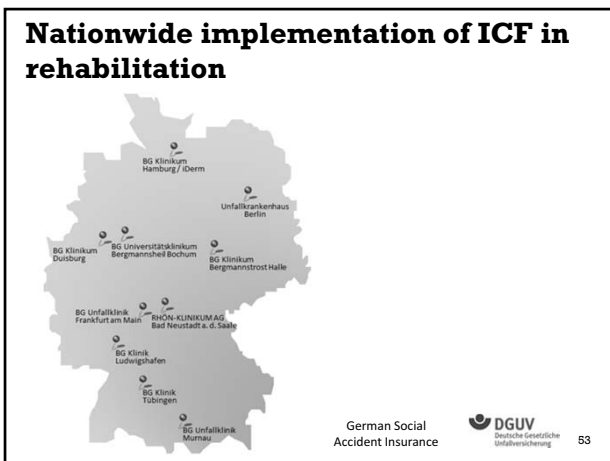 Nationwide implementation of ICF in
rehabilitation
BG Klinikum
Hamburg / iDerm
Unfallkrankenhaus
Berlin
BG Klinikum
Duisburg
BG Universitätsklinikum
Bergmannsheil Bochum
BG Klinikum
Bergmannstrost Halle
BG Unfallklinik
Frankfurt am Main
RHÖN-KLINIKUM AG
Bad Neustadt a. d. Saale
BG Klinik
Ludwigshafen
BG Klinik
Tübingen
BG Unfallklinik
Murnau
German Social
Accident Insurance
DGUV
Deutsche Gesetzliche
Unfallversicherung
53